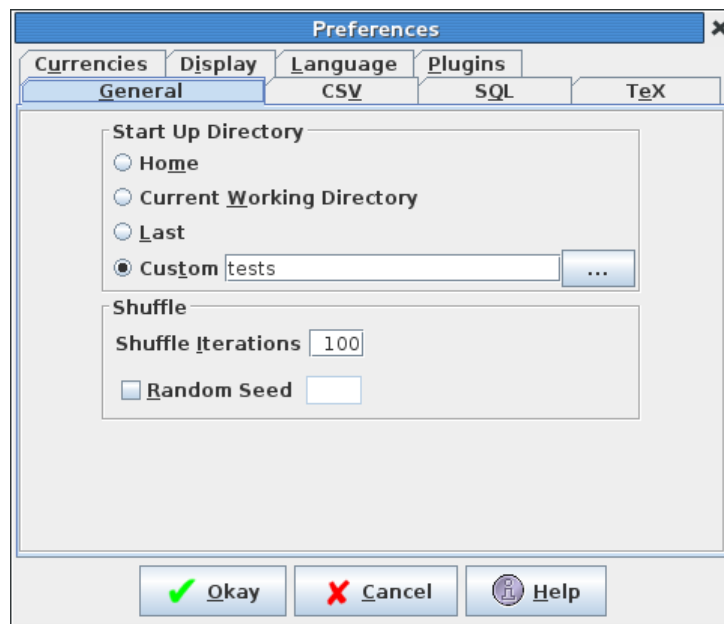 Preferences
Currencies Display Language Plugins
General CSV SQL TeX
Start Up Directory
Home
Current Working Directory
Last
Custom tests ...
Shuffle
Shuffle Iterations 100
Random Seed
Okay Cancel Help